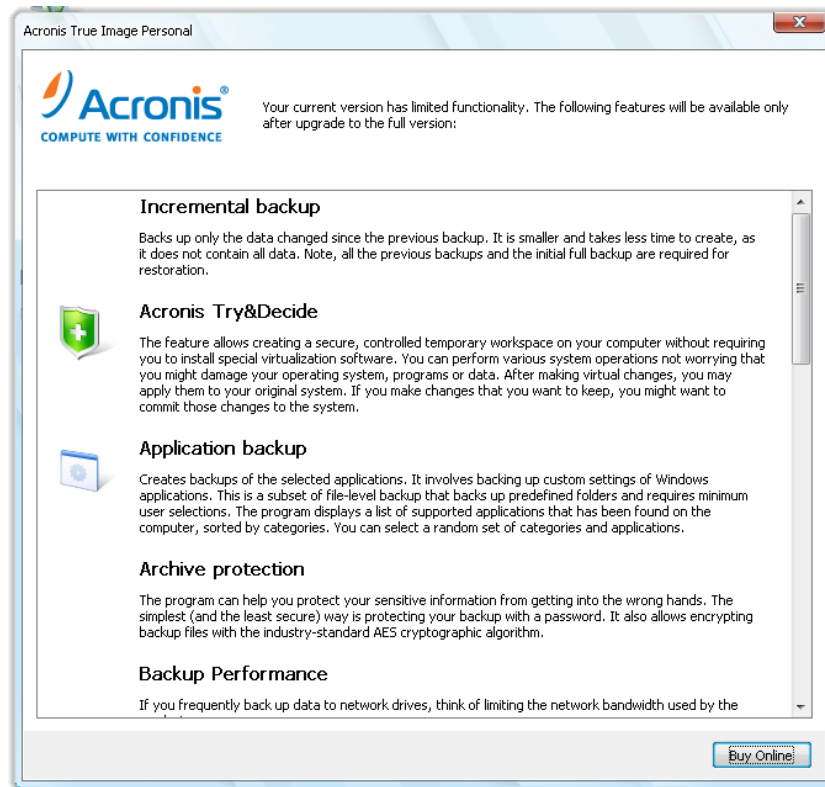 Acronis True Image Personal
Acronis®
COMPUTE WITH CONFIDENCE
Your current version has limited functionality. The following features will be available only
after upgrade to the full version:
Incremental backup
Backs up only the data changed since the previous backup. It is smaller and takes less time to create, as
it does not contain all data. Note, all the previous backups and the initial full backup are required for
restoration.
Acronis Try&Decide
The feature allows creating a secure, controlled temporary workspace on your computer without requiring
you to install special virtualization software. You can perform various system operations not worrying that
you might damage your operating system, programs or data. After making virtual changes, you may
apply them to your original system. If you make changes that you want to keep, you might want to
commit those changes to the system.
Application backup
Creates backups of the selected applications. It involves backing up custom settings of Windows
applications. This is a subset of file-level backup that backs up predefined folders and requires minimum
user selections. The program displays a list of supported applications that has been found on the
computer, sorted by categories. You can select a random set of categories and applications.
Archive protection
The program can help you protect your sensitive information from getting into the wrong hands. The
simplest (and the least secure) way is protecting your backup with a password. It also allows encrypting
backup files with the industry-standard AES cryptographic algorithm.
Backup Performance
If you frequently back up data to network drives, think of limiting the network bandwidth used by the
Buy Online